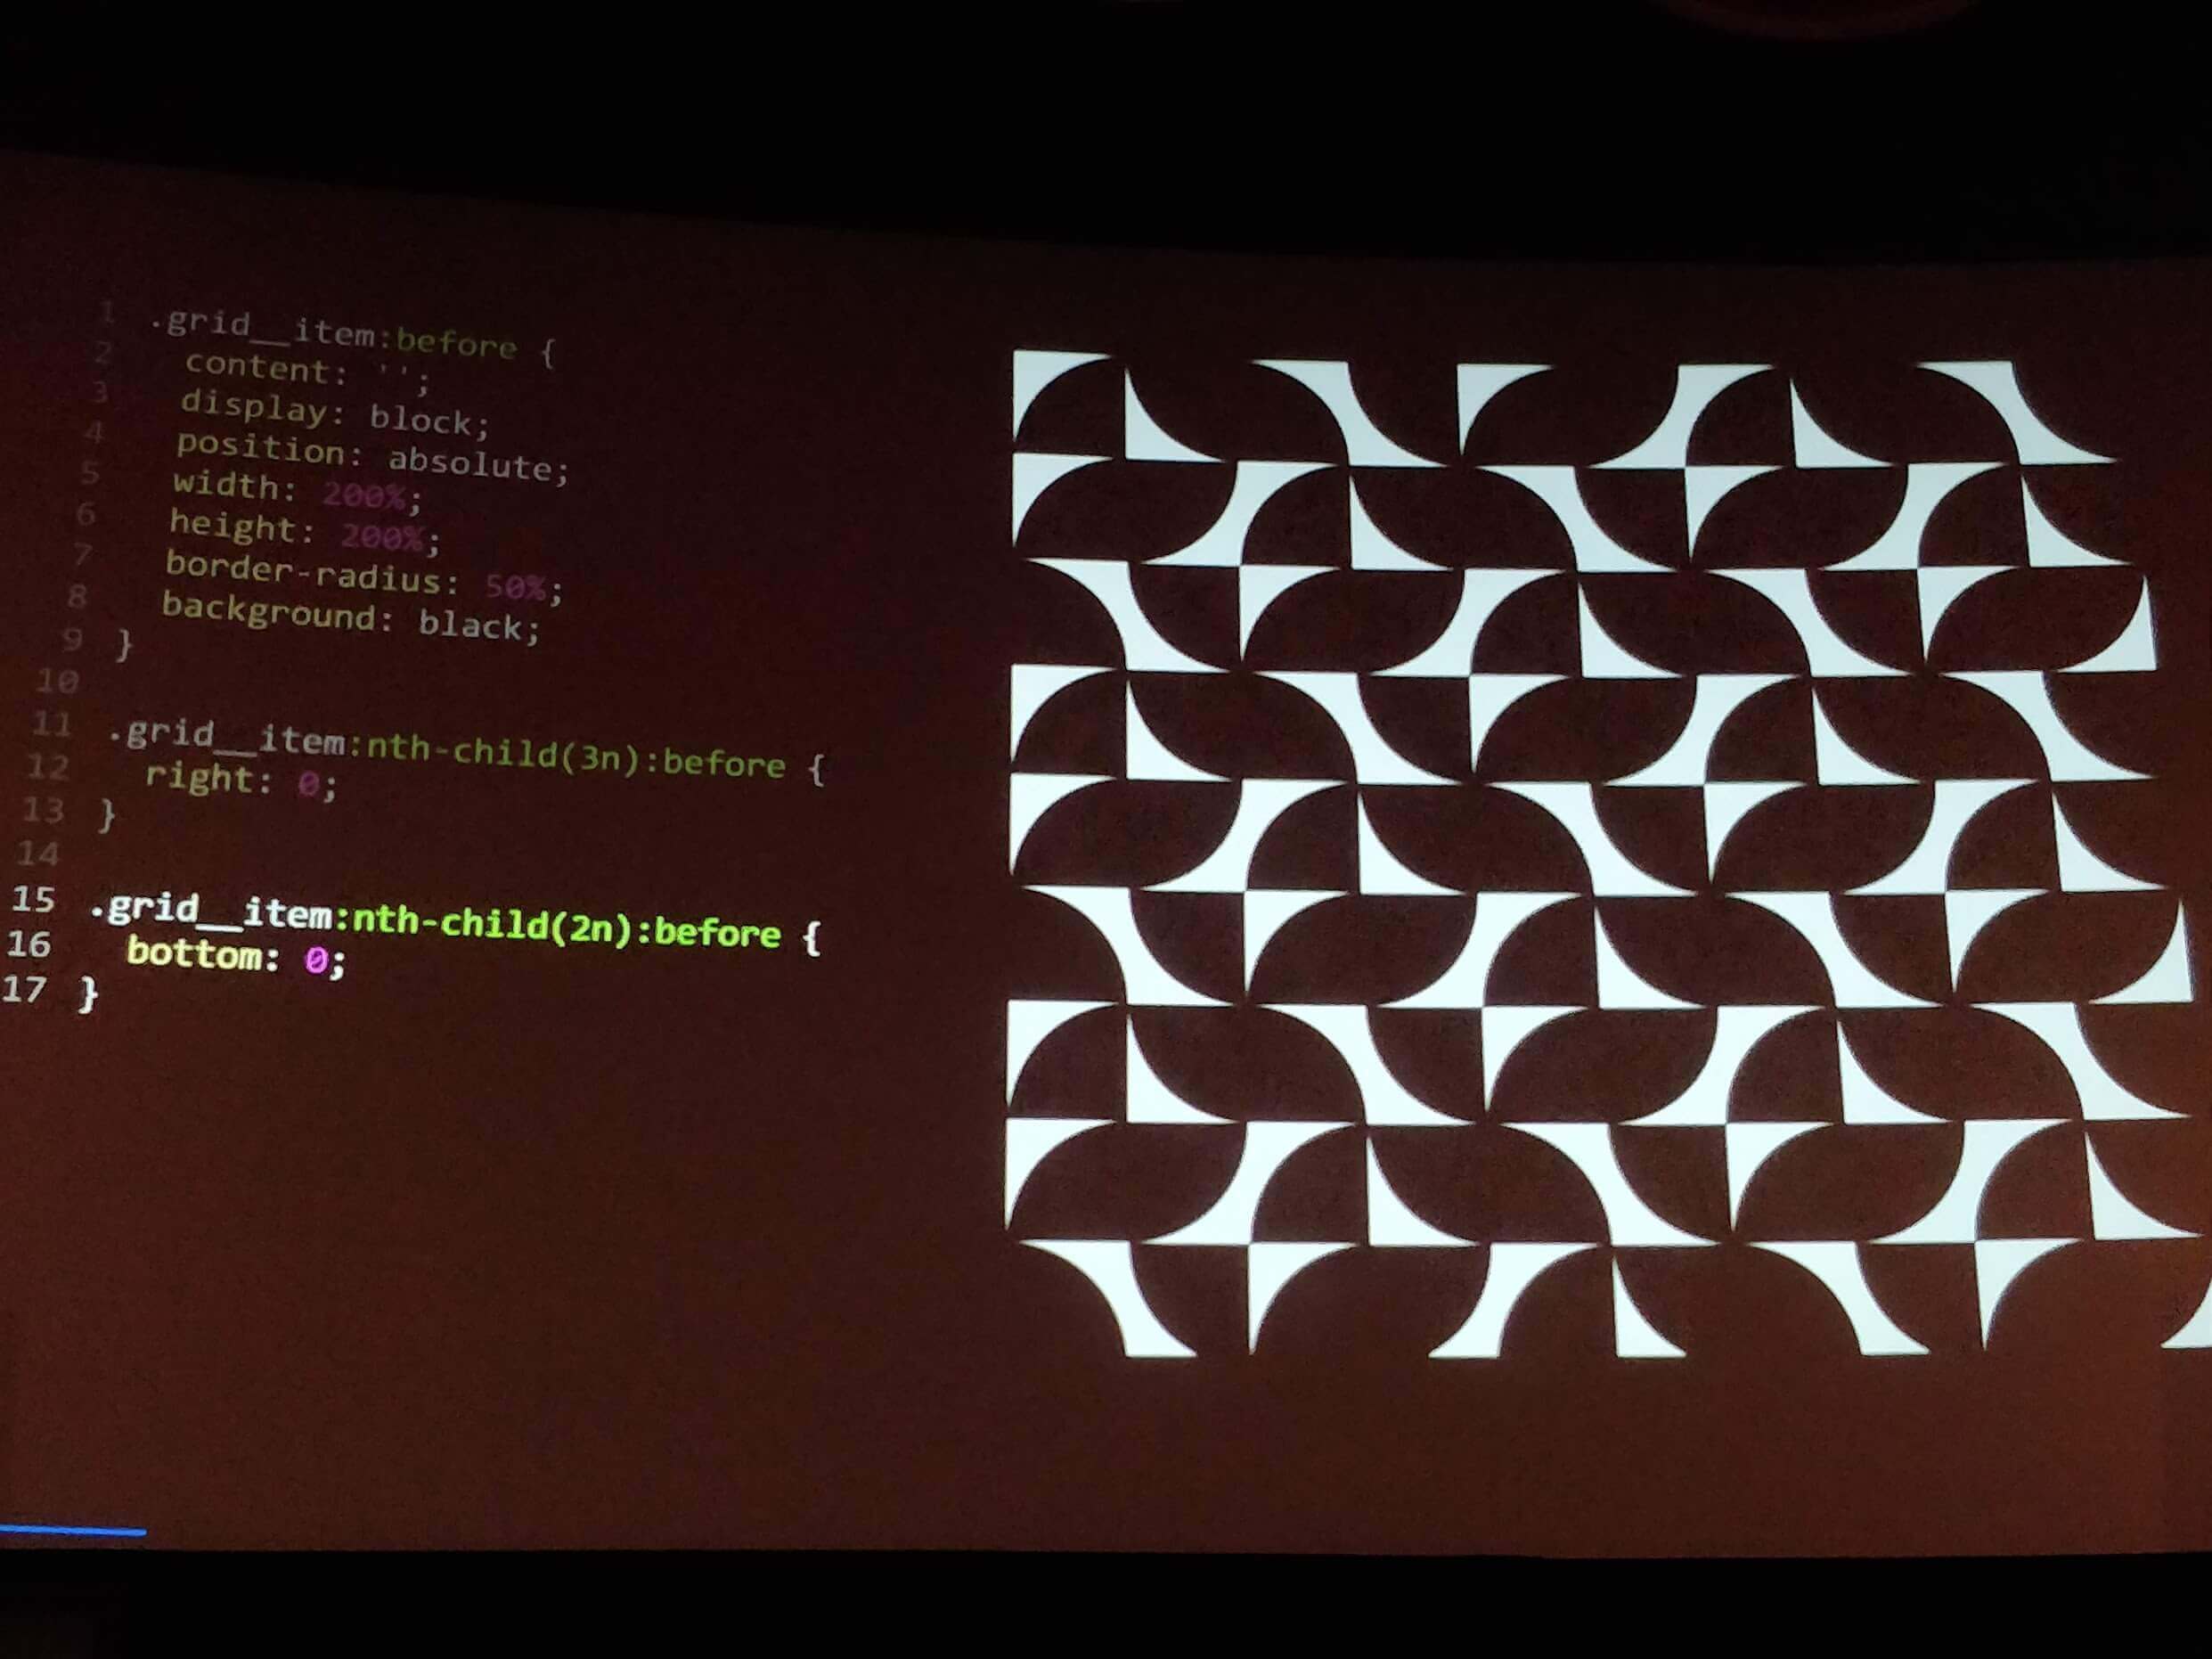 1 .grid__item:before {
2 content: '';
3 display: block;
4 position: absolute;
5 width: 200%;
6 height: 200%;
7 border-radius: 50%;
8 background: black;
9 }
10
11 .grid__item:nth-child(3n):before {
12 right: 0;
13 }
14
15 .grid__item:nth-child(2n):before {
16 bottom: 0;
17 }